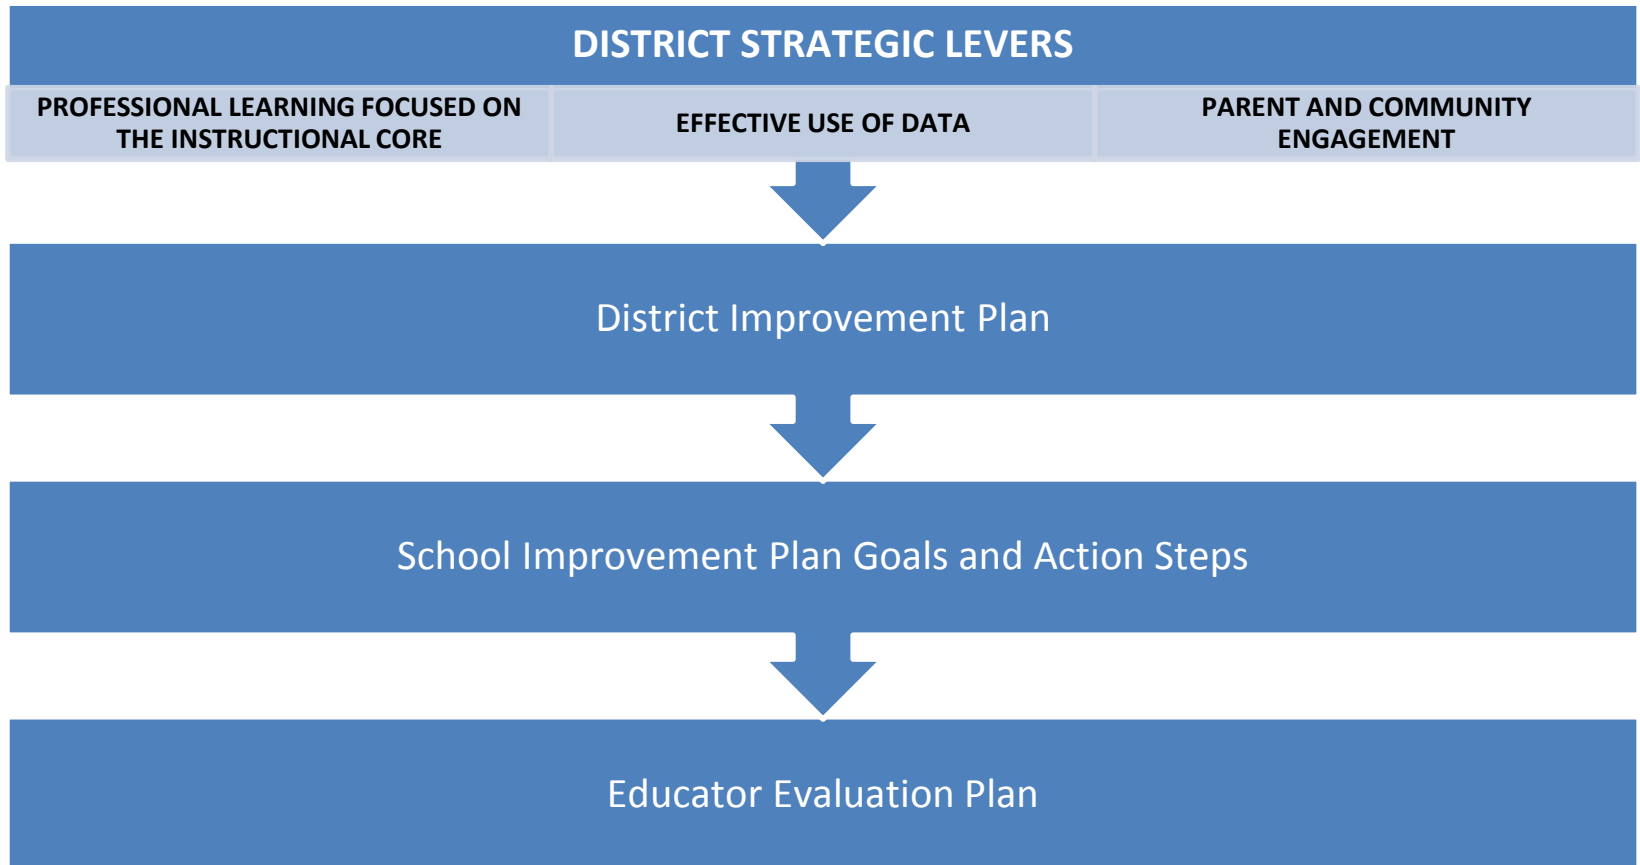 DISTRICT STRATEGIC LEVERS
PROFESSIONAL LEARNING FOCUSED ON
THE INSTRUCTIONAL CORE
EFFECTIVE USE OF DATA
PARENT AND COMMUNITY
ENGAGEMENT
District Improvement Plan
School Improvement Plan Goals and Action Steps
Educator Evaluation Plan